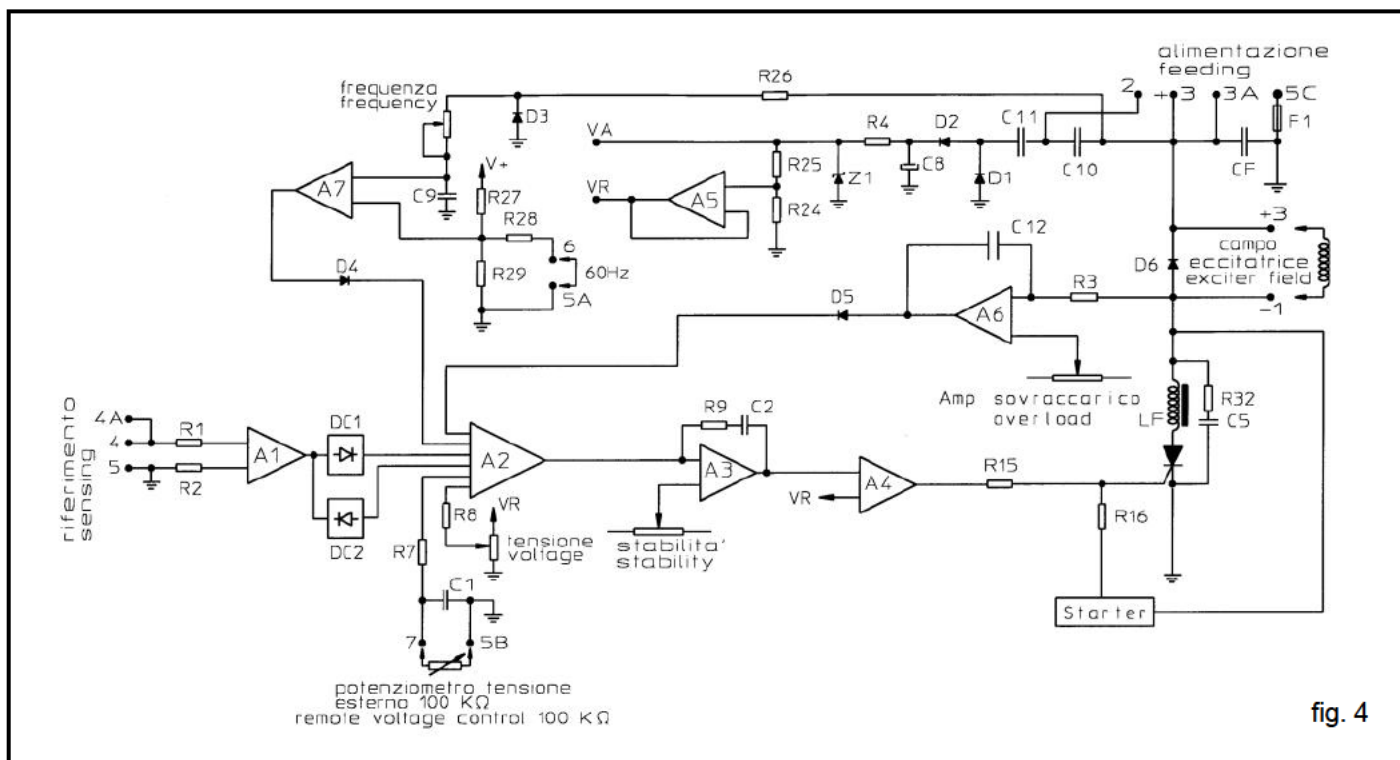 alimentazione
feeding
2
+3
3A
5C
F1
frequenza
frequency
R26
D3
VA
R4
D2
C11
C10
CF
R25
Z1
C8
D1
VR
A5
R24
A7
C9
V+
R27
R28
6
60Hz
R29
5A
D4
C12
D5
A6
R3
D6
+3
campo
eccitatrice
exciter field
-1
Amp sovraccarico
overload
LF
R32
C5
riferimento
sensing
4A
4
5
R1
R2
A1
DC1
DC2
A2
R9
C2
A3
A4
VR
R15
R16
R8
VR
tensione
voltage
R7
C1
stabilita'
stability
Starter
7
5B
potenziometro tensione
esterno 100 KΩ
remote voltage control 100 KΩ
fig. 4